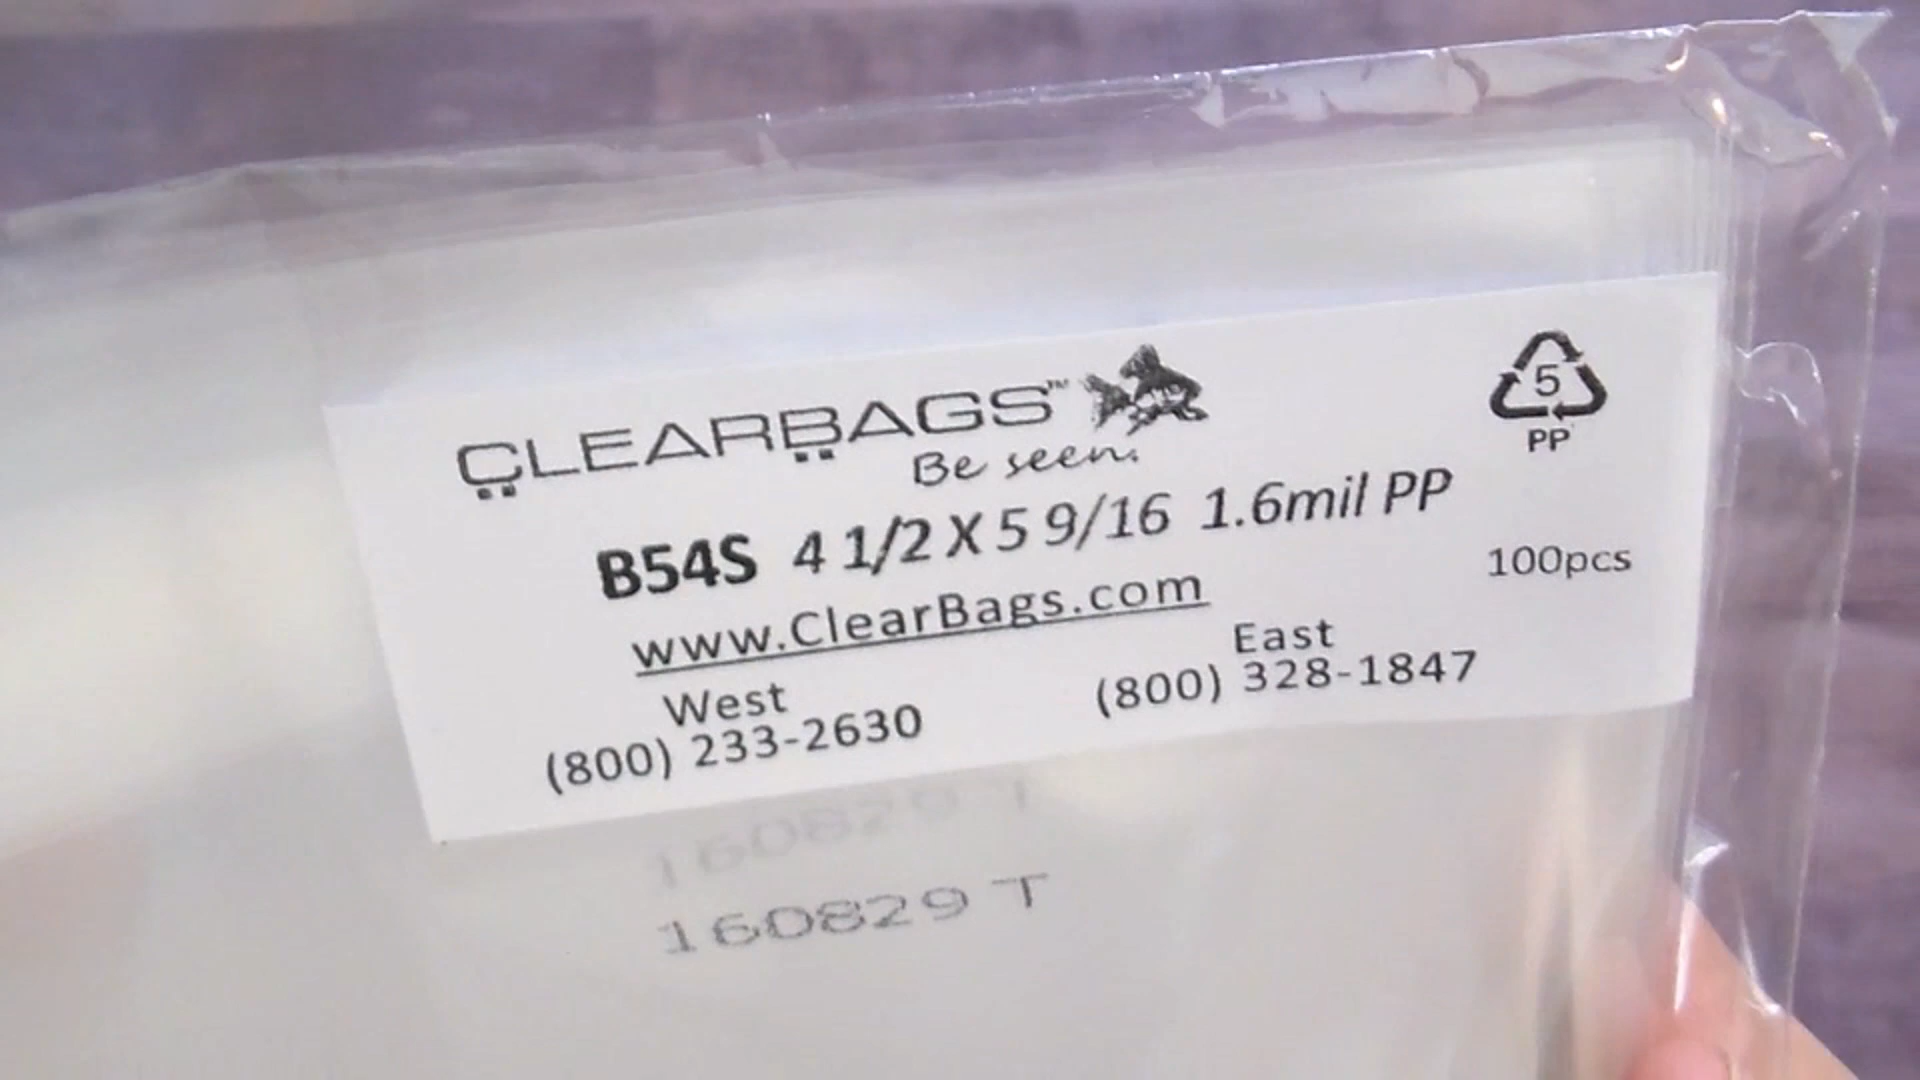 CLEARBAGS™
Be seen.
5
PP
B54S 4 1/2 X 5 9/16 1.6mil PP
100pcs
www.ClearBags.com
West
(800) 233-2630
East
(800) 328-1847
160829 T
160829 T